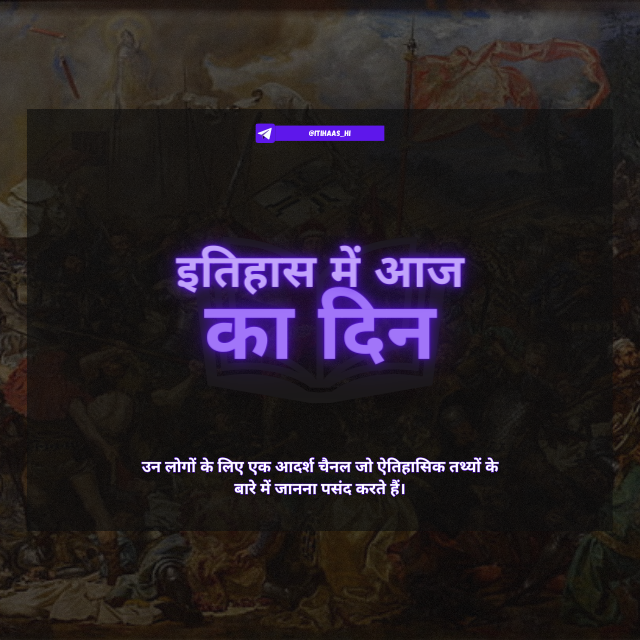 @ITIHAAS_HI
इतिहास में आज
का दिन
उन लोगों के लिए एक आदर्श चैनल जो ऐतिहासिक तथ्यों के
बारे में जानना पसंद करते हैं।